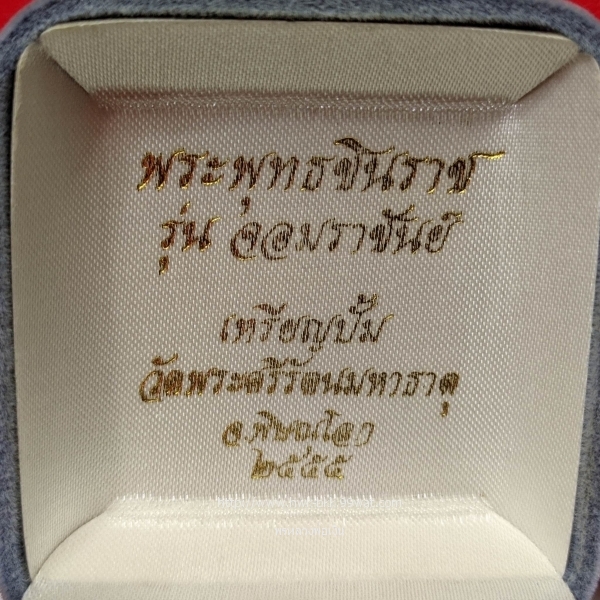 พระพุทธชินราช
รุ่น จอมราชันย์
เหรียญปั้ม
วัดพระศรีรัตนมหาธาตุ
จ.พิษณุโลก
๒๕๕๕